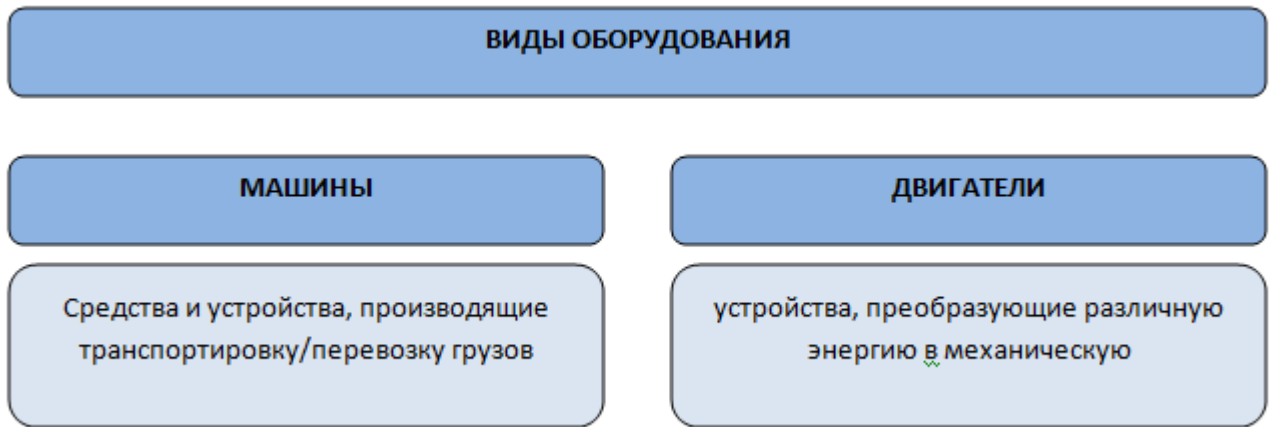 ВИДЫ ОБОРУДОВАНИЯ
МАШИНЫ
ДВИГАТЕЛИ
Средства и устройства, производящие
транспортировку/перевозку грузов
устройства, преобразующие различную
энергию в механическую